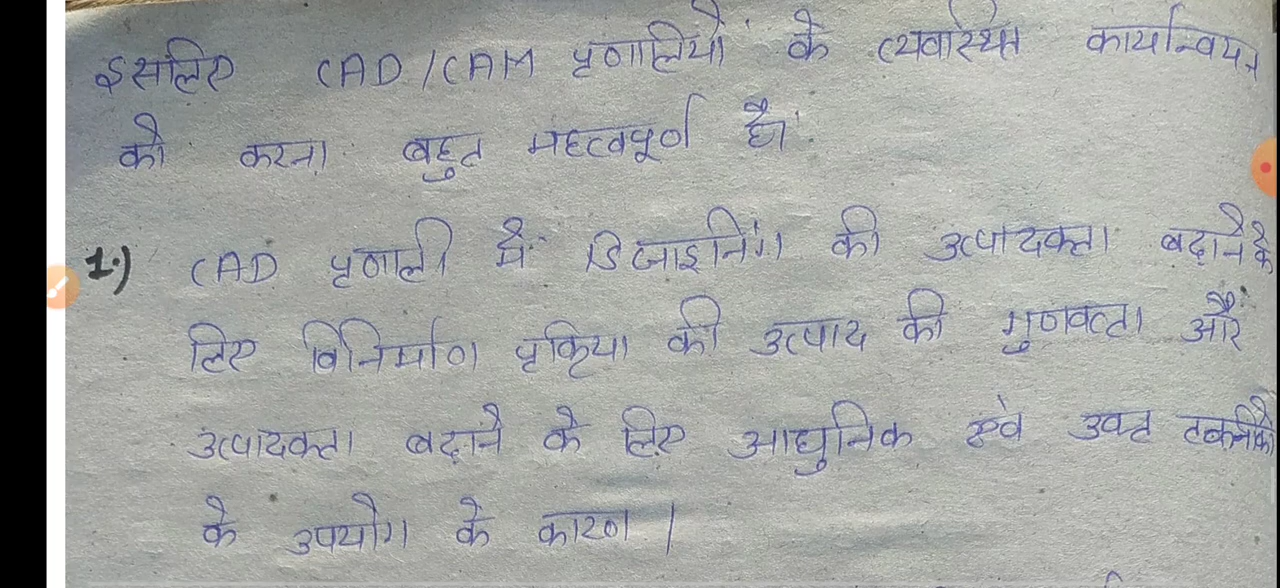 इसलिए CAD/CAM प्रणालियों के व्यवस्थित कार्यान्वयन
को करना बहुत महत्वपूर्ण है।
1.) CAD प्रणाली में डिजाइनिंग की उत्पादकता बढ़ाने के
लिए विनिर्माण प्रक्रिया की उत्पाद की गुणवत्ता और
उत्पादकता बढ़ाने के लिए आधुनिक एवं उन्नत तकनीकों
के उपयोग के कारण |